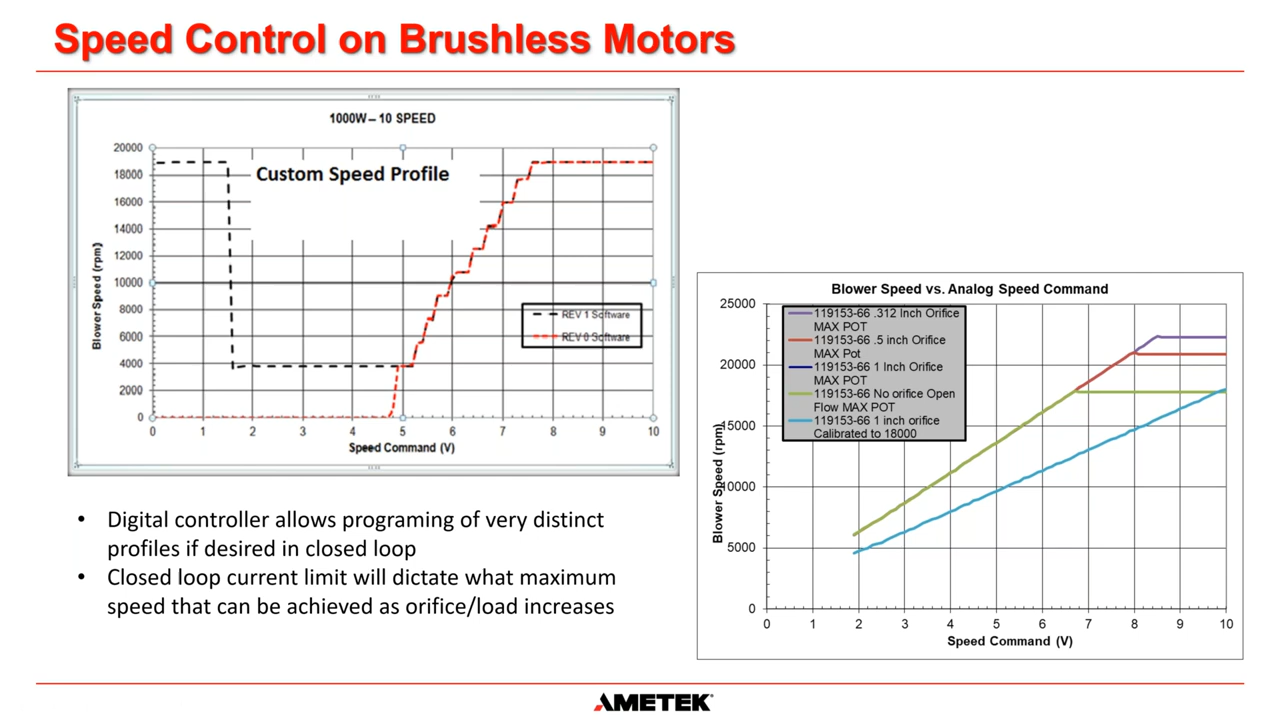 Speed Control on Brushless Motors
1000W – 10 SPEED
Custom Speed Profile
20000
18000
16000
14000
12000
10000
8000
6000
4000
2000
0
Blower Speed (rpm)
REV 1 Software
REV 0 Software
0 1 2 3 4 5 6 7 8 9 10
Speed Command (V)
Blower Speed vs. Analog Speed Command
25000
20000
15000
10000
5000
0
Blower Speed (rpm)
119153-66 .312 Inch Orifice
MAX POT
119153-66 .5 inch Orifice
MAX Pot
119153-66 1 Inch Orifice
MAX POT
119153-66 No orifice Open
Flow MAX POT
119153-66 1 inch orifice
Calibrated to 18000
0 1 2 3 4 5 6 7 8 9 10
Speed Command (V)
• Digital controller allows programing of very distinct
profiles if desired in closed loop
• Closed loop current limit will dictate what maximum
speed that can be achieved as orifice/load increases
AMETEK